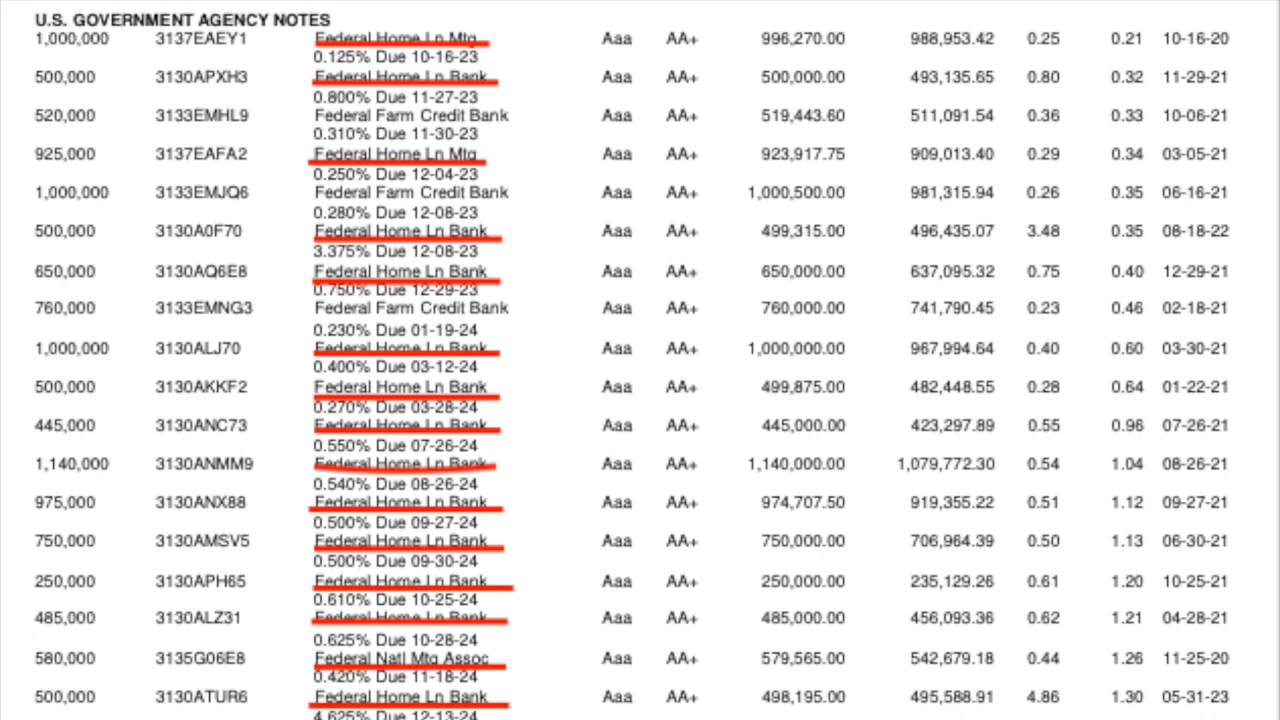 U.S. GOVERNMENT AGENCY NOTES
1,000,000 3137EAEY1 Federal Home Ln Mtg Aaa AA+ 996,270.00 988,953.42 0.25 0.21 10-16-20
0.125% Due 10-16-23
500,000 3130APXH3 Federal Home Ln Bank Aaa AA+ 500,000.00 493,135.65 0.80 0.32 11-29-21
0.800% Due 11-27-23
520,000 3133EMHL9 Federal Farm Credit Bank Aaa AA+ 519,443.60 511,091.54 0.36 0.33 10-06-21
0.310% Due 11-30-23
925,000 3137EAFA2 Federal Home Ln Mtg Aaa AA+ 923,917.75 909,013.40 0.29 0.34 03-05-21
0.250% Due 12-04-23
1,000,000 3133EMJQ6 Federal Farm Credit Bank Aaa AA+ 1,000,500.00 981,315.94 0.26 0.35 06-16-21
0.280% Due 12-08-23
500,000 3130A0F70 Federal Home Ln Bank Aaa AA+ 499,315.00 496,435.07 3.48 0.35 08-18-22
3.375% Due 12-08-23
650,000 3130AQ6E8 Federal Home Ln Bank Aaa AA+ 650,000.00 637,095.32 0.75 0.40 12-29-21
0.750% Due 12-29-23
760,000 3133EMNG3 Federal Farm Credit Bank Aaa AA+ 760,000.00 741,790.45 0.23 0.46 02-18-21
0.230% Due 01-19-24
1,000,000 3130ALJ70 Federal Home Ln Bank Aaa AA+ 1,000,000.00 967,994.64 0.40 0.60 03-30-21
0.400% Due 03-12-24
500,000 3130AKKF2 Federal Home Ln Bank Aaa AA+ 499,875.00 482,448.55 0.28 0.64 01-22-21
0.270% Due 03-28-24
445,000 3130ANC73 Federal Home Ln Bank Aaa AA+ 445,000.00 423,297.89 0.55 0.96 07-26-21
0.550% Due 07-26-24
1,140,000 3130ANMM9 Federal Home Ln Bank Aaa AA+ 1,140,000.00 1,079,772.30 0.54 1.04 08-26-21
0.540% Due 08-26-24
975,000 3130ANX88 Federal Home Ln Bank Aaa AA+ 974,707.50 919,355.22 0.51 1.12 09-27-21
0.500% Due 09-27-24
750,000 3130AMSV5 Federal Home Ln Bank Aaa AA+ 750,000.00 706,964.39 0.50 1.13 06-30-21
0.500% Due 09-30-24
250,000 3130APH65 Federal Home Ln Bank Aaa AA+ 250,000.00 235,129.26 0.61 1.20 10-25-21
0.610% Due 10-25-24
485,000 3130ALZ31 Federal Home Ln Bank Aaa AA+ 485,000.00 456,093.36 0.62 1.21 04-28-21
0.625% Due 10-28-24
580,000 3135G06E8 Federal Natl Mtg Assoc Aaa AA+ 579,565.00 542,679.18 0.44 1.26 11-25-20
0.420% Due 11-18-24
500,000 3130ATUR6 Federal Home Ln Bank Aaa AA+ 498,195.00 495,588.91 4.86 1.30 05-31-23
4.625% Due 12-13-24